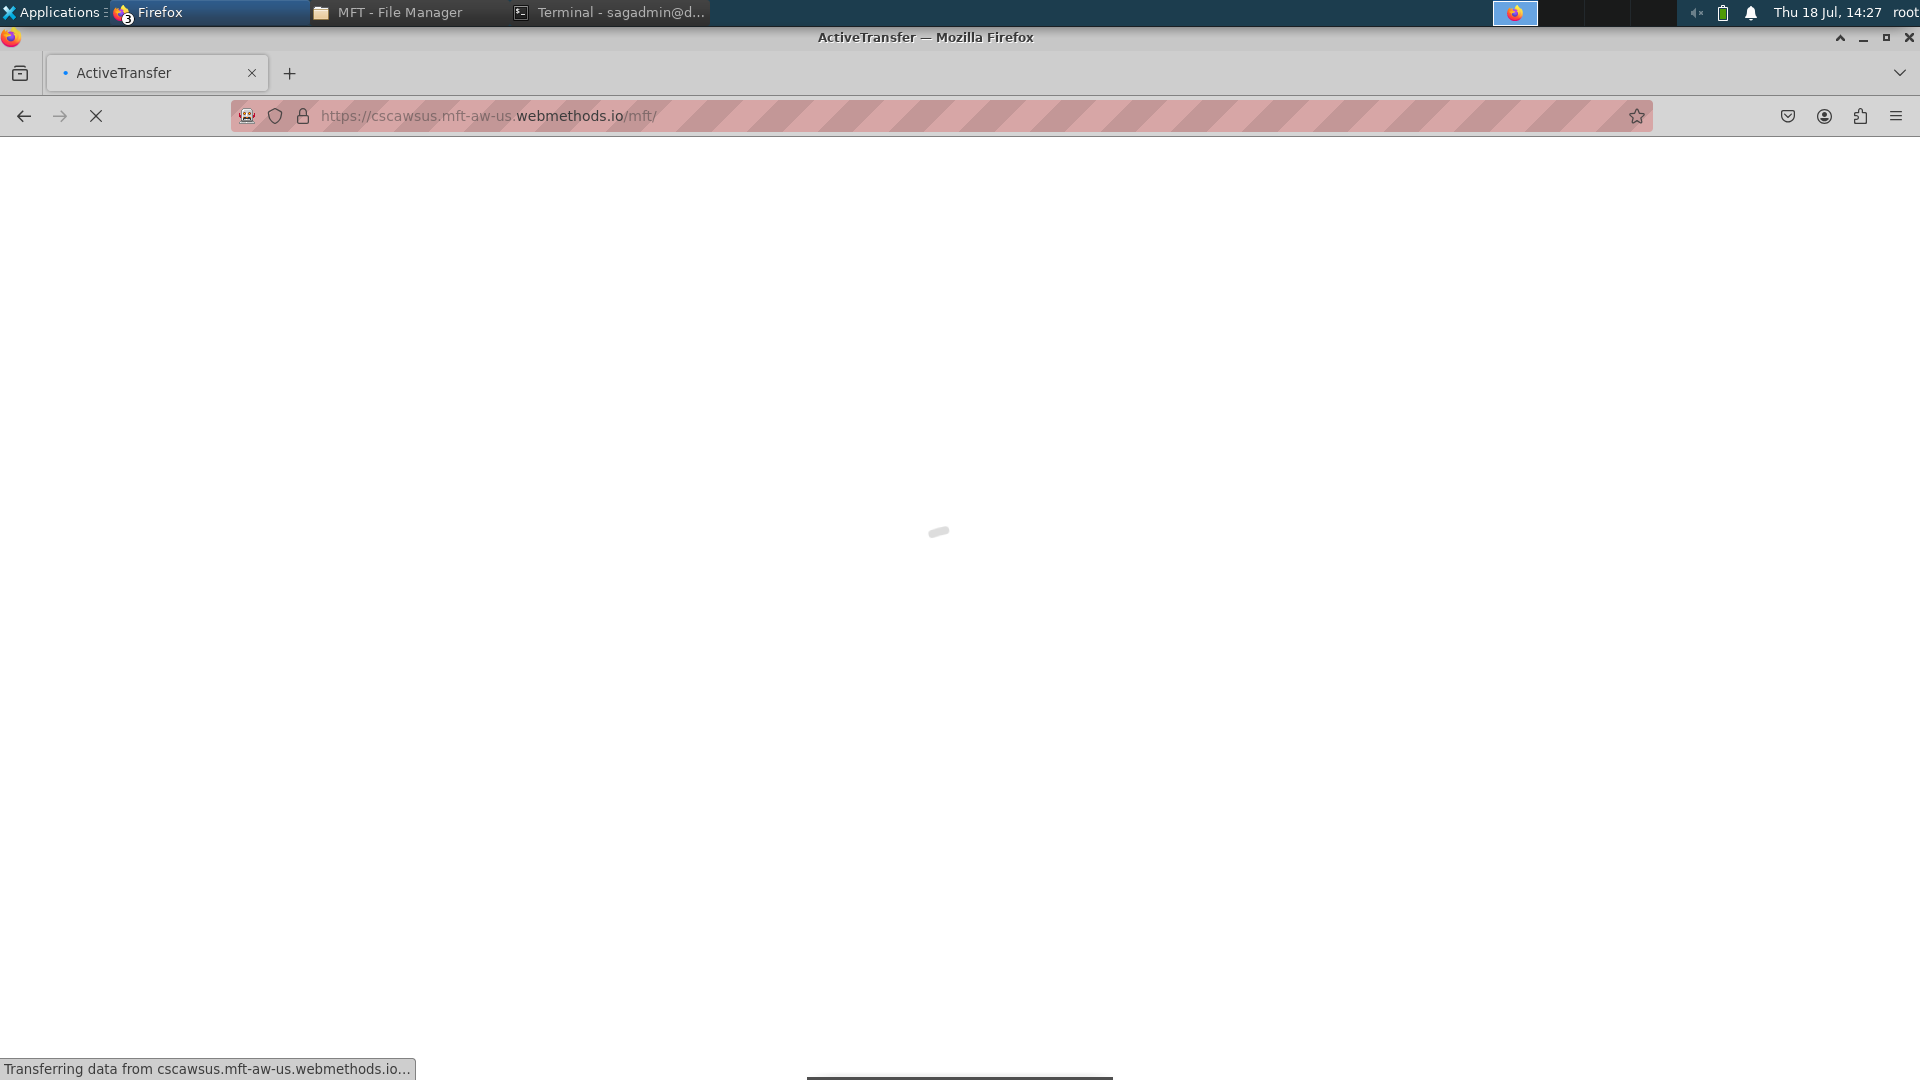 Applications
3
Firefox
MFT - File Manager
Terminal - sagadmin@d...
Thu 18 Jul, 14:27
root
ActiveTransfer — Mozilla Firefox
ActiveTransfer
https://cscawsus.mft-aw-us.webmethods.io/mft/
Transferring data from cscawsus.mft-aw-us.webmethods.io…